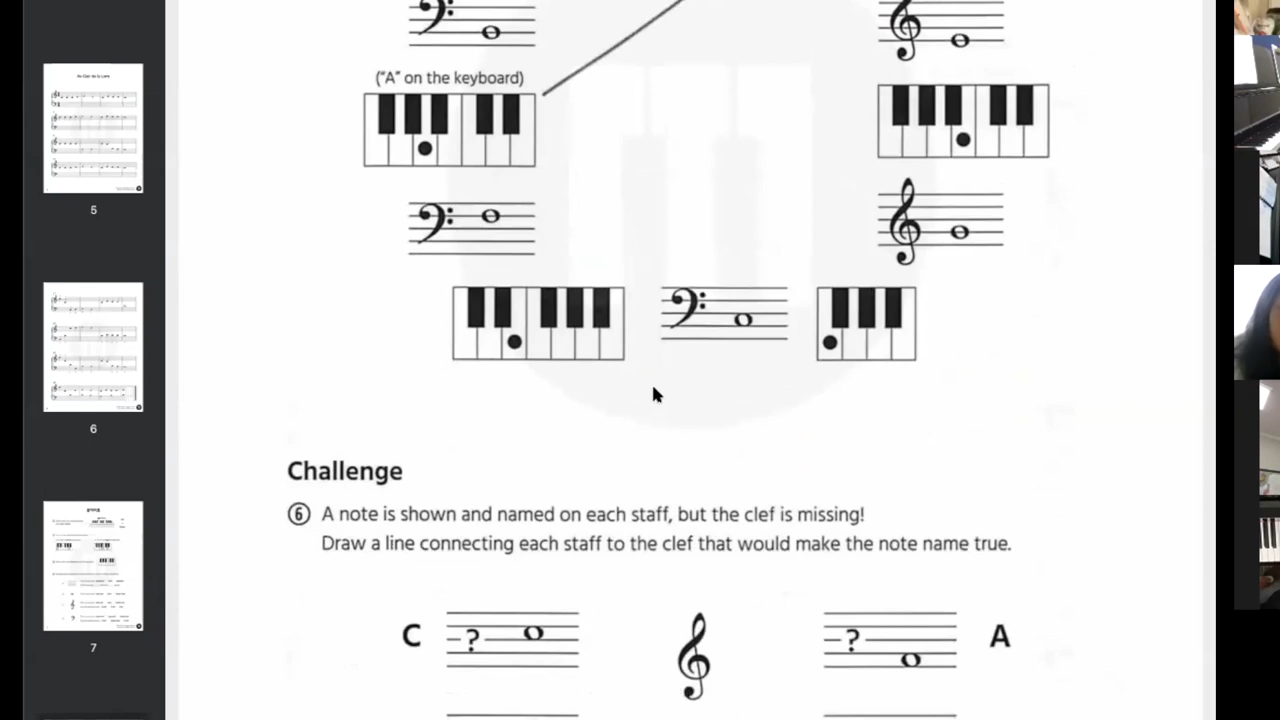 ("A" on the keyboard)
5
6
7
Challenge
6 A note is shown and named on each staff, but the clef is missing!
Draw a line connecting each staff to the clef that would make the note name true.
C ? ? A